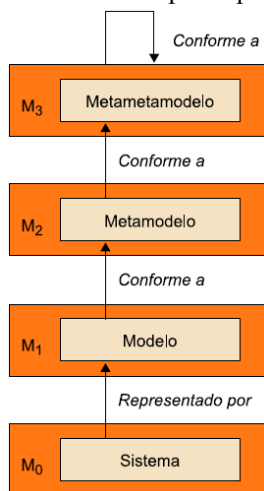 Conforme a
M3 Metametamodelo
Conforme a
M2 Metamodelo
Conforme a
M1 Modelo
Representado por
M0 Sistema